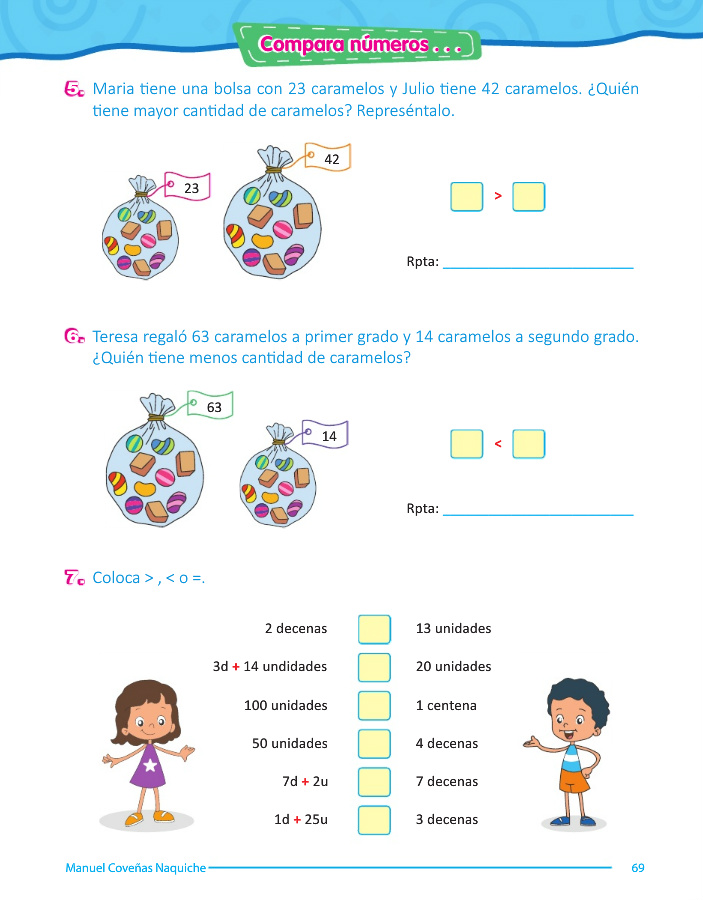 Compara números . . .
5. Maria tiene una bolsa con 23 caramelos y Julio tiene 42 caramelos. ¿Quién
tiene mayor cantidad de caramelos? Represéntalo.
23
42
>
Rpta:
6. Teresa regaló 63 caramelos a primer grado y 14 caramelos a segundo grado.
¿Quién tiene menos cantidad de caramelos?
63
14
<
Rpta:
7. Coloca > , < o =.
2 decenas 13 unidades
3d + 14 undidades 20 unidades
100 unidades 1 centena
50 unidades 4 decenas
7d + 2u 7 decenas
1d + 25u 3 decenas
Manuel Coveñas Naquiche 69